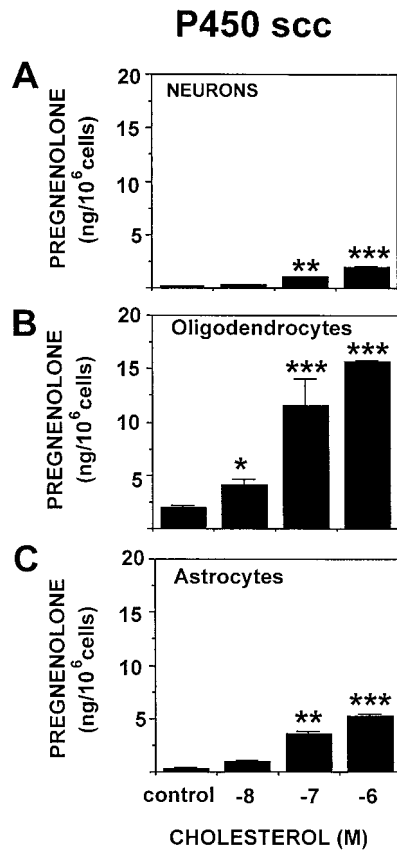 P450 scc
A
NEURONS
PREGNENOLONE
(ng/10⁶cells)
20
15
10
5
**
***
B
Oligodendrocytes
PREGNENOLONE
(ng/10⁶cells)
20
15
10
5
*
***
***
C
Astrocytes
PREGNENOLONE
(ng/10⁶cells)
20
15
10
5
**
***
control -8 -7 -6
CHOLESTEROL (M)